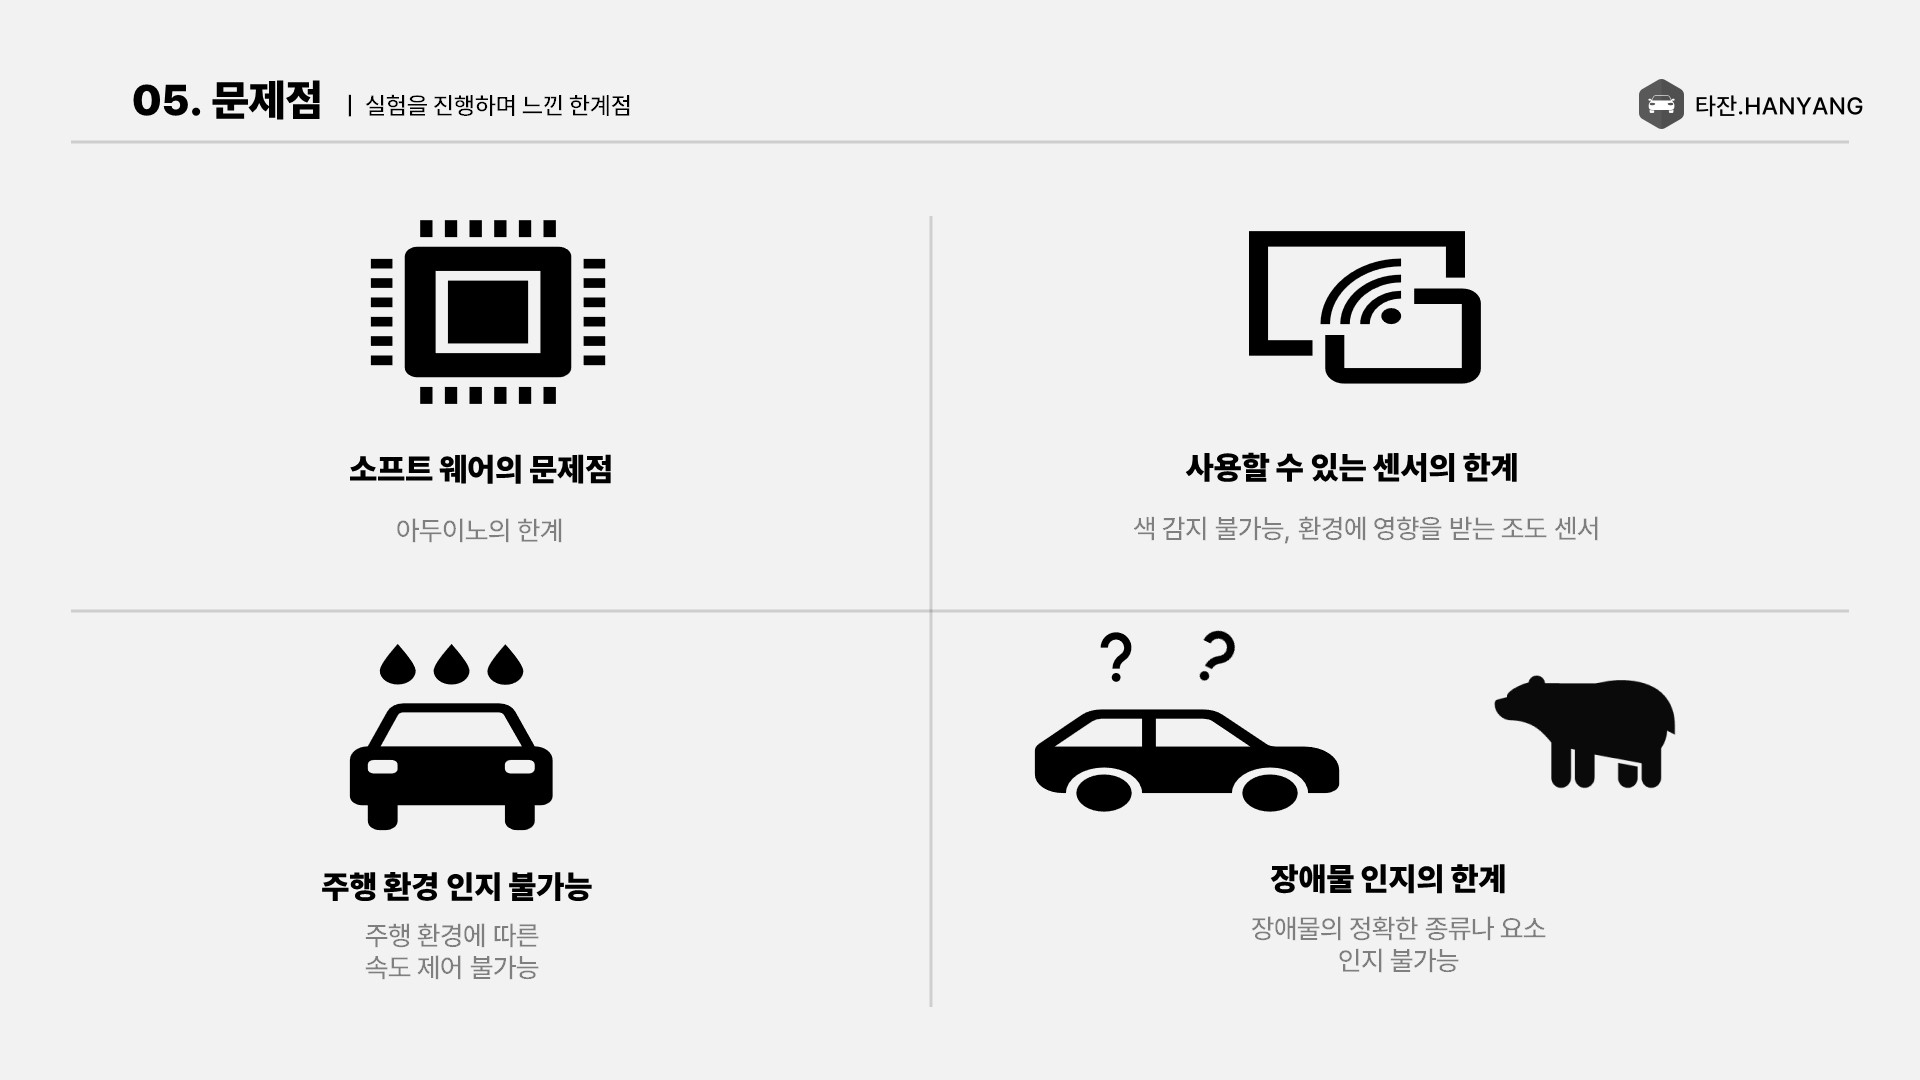 05. 문제점 | 실험을 진행하며 느낀 한계점
타잔.HANYANG
소프트 웨어의 문제점
아두이노의 한계
사용할 수 있는 센서의 한계
색 감지 불가능, 환경에 영향을 받는 조도 센서
? ?
주행 환경 인지 불가능
주행 환경에 따른
속도 제어 불가능
장애물 인지의 한계
장애물의 정확한 종류나 요소
인지 불가능